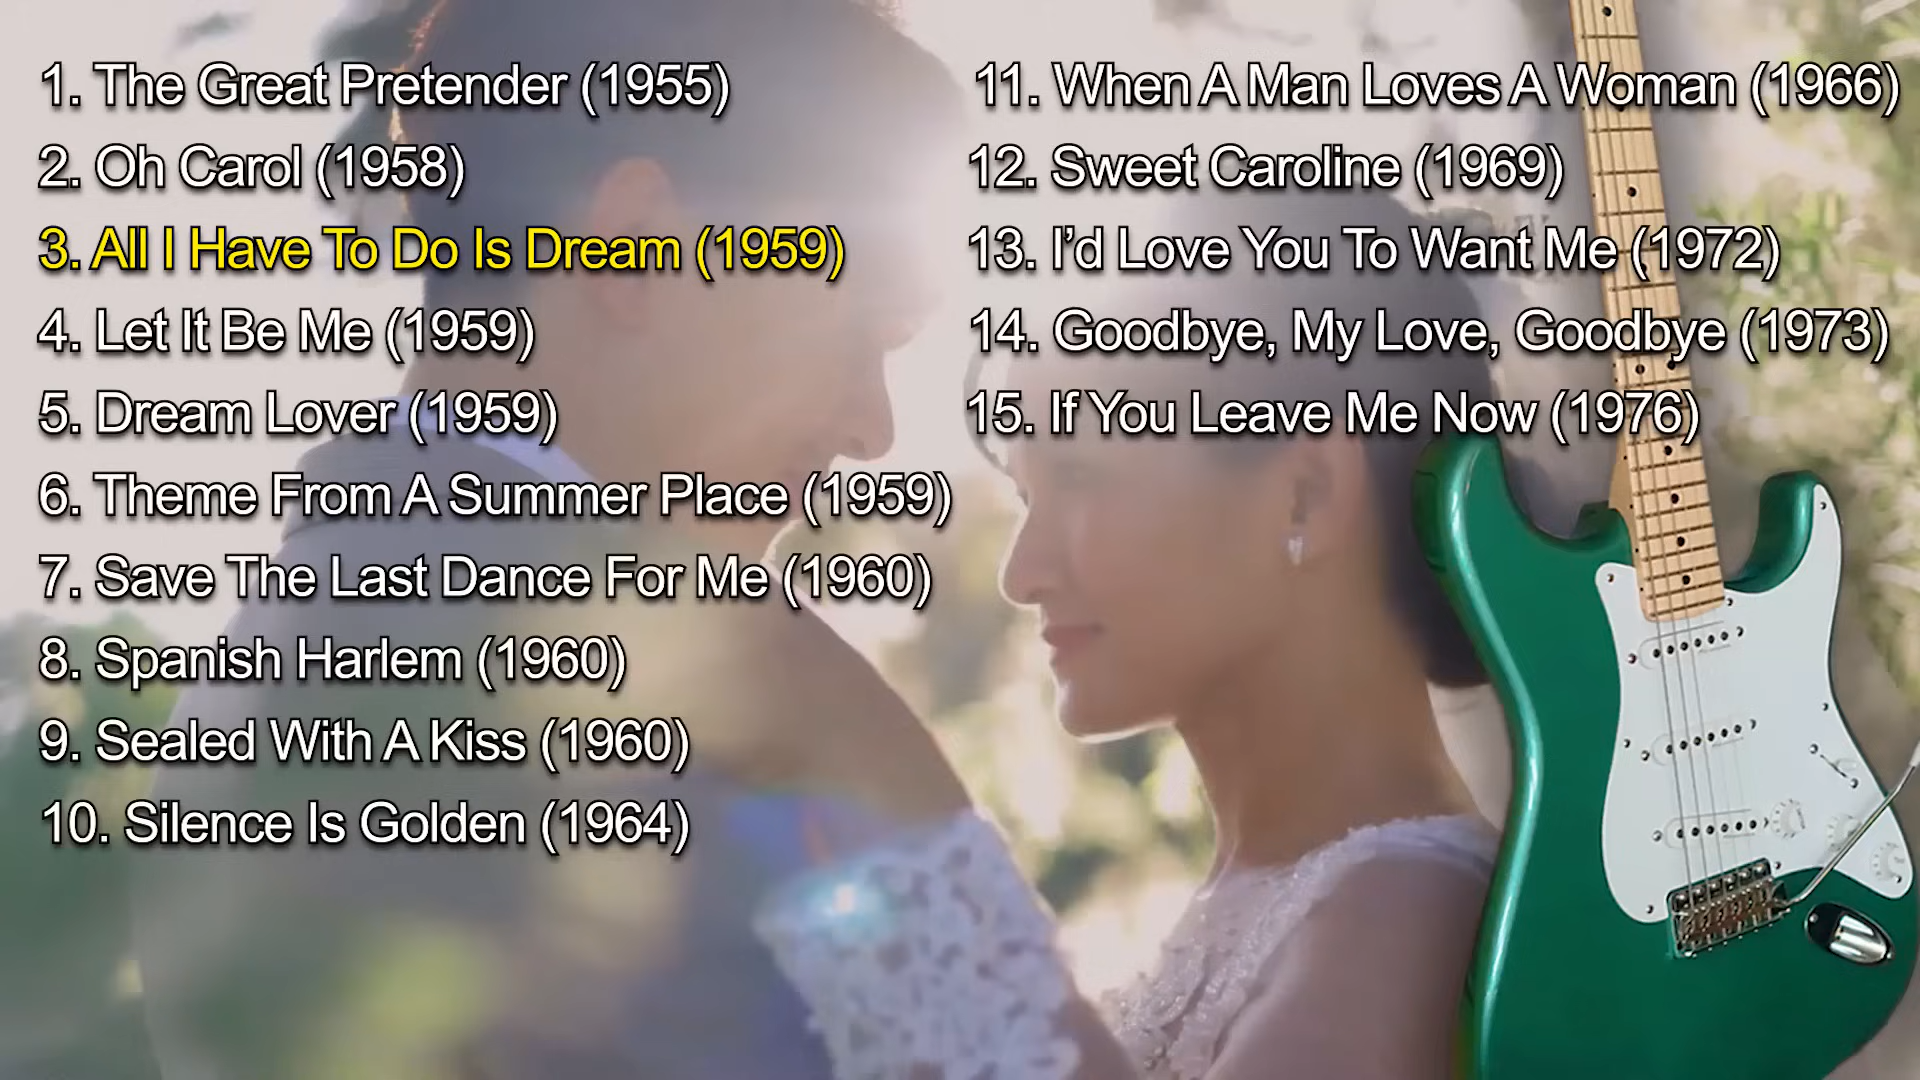 1. The Great Pretender (1955)
2. Oh Carol (1958)
3. All I Have To Do Is Dream (1959)
4. Let It Be Me (1959)
5. Dream Lover (1959)
6. Theme From A Summer Place (1959)
7. Save The Last Dance For Me (1960)
8. Spanish Harlem (1960)
9. Sealed With A Kiss (1960)
10. Silence Is Golden (1964)
11. When A Man Loves A Woman (1966)
12. Sweet Caroline (1969)
13. I’d Love You To Want Me (1972)
14. Goodbye, My Love, Goodbye (1973)
15. If You Leave Me Now (1976)